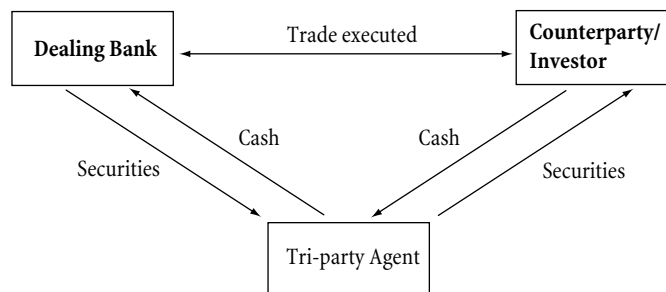 Dealing Bank
Trade executed
Counterparty/
Investor
Cash
Cash
Securities
Securities
Tri-party Agent